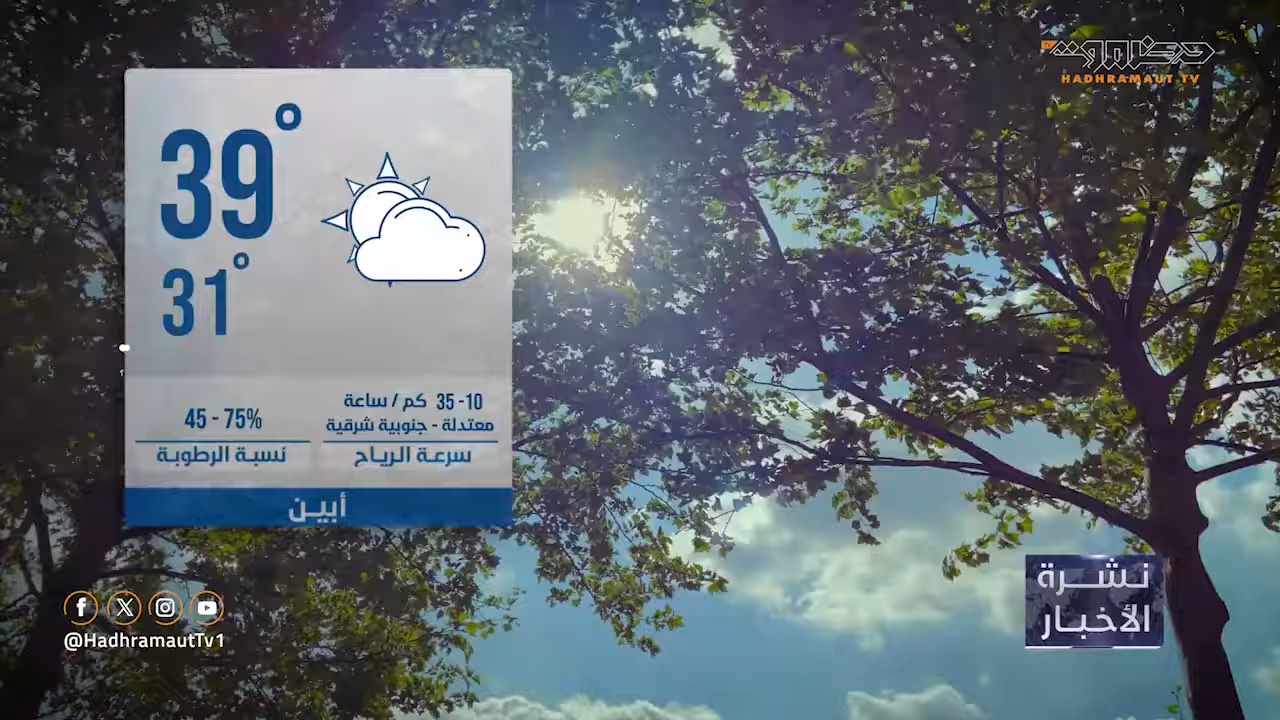 حضرموت
HADHRAMAUT TV
39°
31°
10- 35 كم / ساعة
معتدلة - جنوبية شرقية
سرعة الرياح
45 - 75%
نسبة الرطوبة
أبين
نشرة
الأخبار
@HadhramautTv1